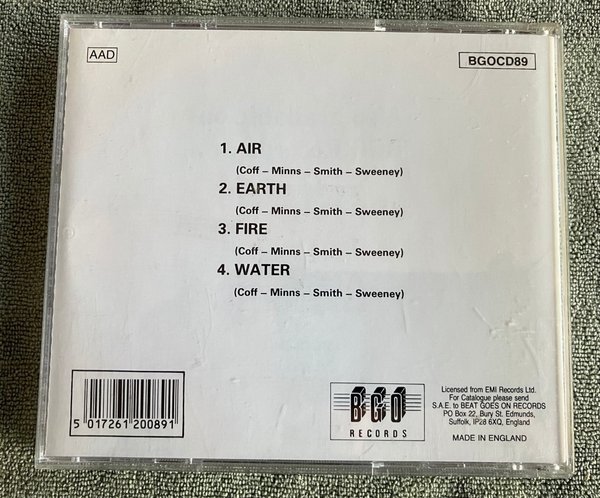 AAD
BGOCD89
1. AIR
(Coff – Minns – Smith – Sweeney)
2. EARTH
(Coff – Minns – Smith – Sweeney)
3. FIRE
(Coff – Minns – Smith – Sweeney)
4. WATER
(Coff – Minns – Smith – Sweeney)
5 017261 200891
BGO
RECORDS
Licensed from EMI Records Ltd.
For Catalogue please send
S.A.E. to BEAT GOES ON RECORDS
PO Box 22, Bury St. Edmunds,
Suffolk, IP28 6XQ, England
MADE IN ENGLAND